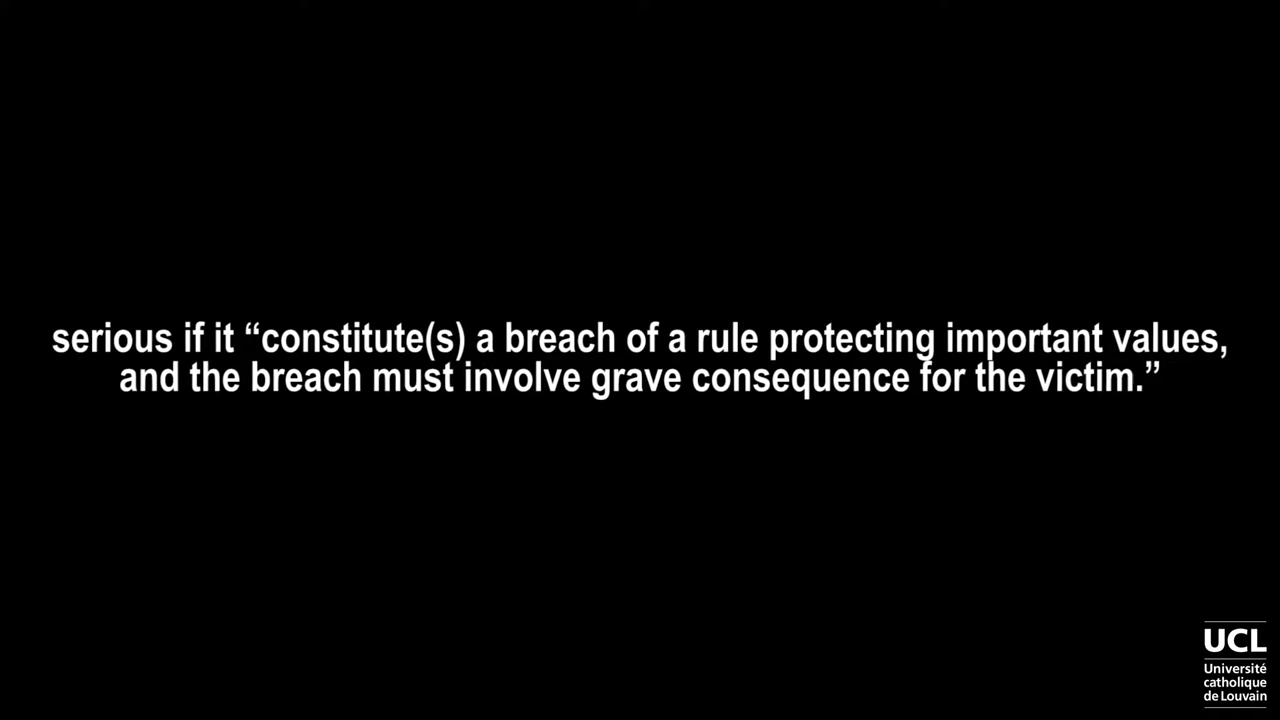 serious if it “constitute(s) a breach of a rule protecting important values,
and the breach must involve grave consequence for the victim.”
UCL
Université
catholique
de Louvain